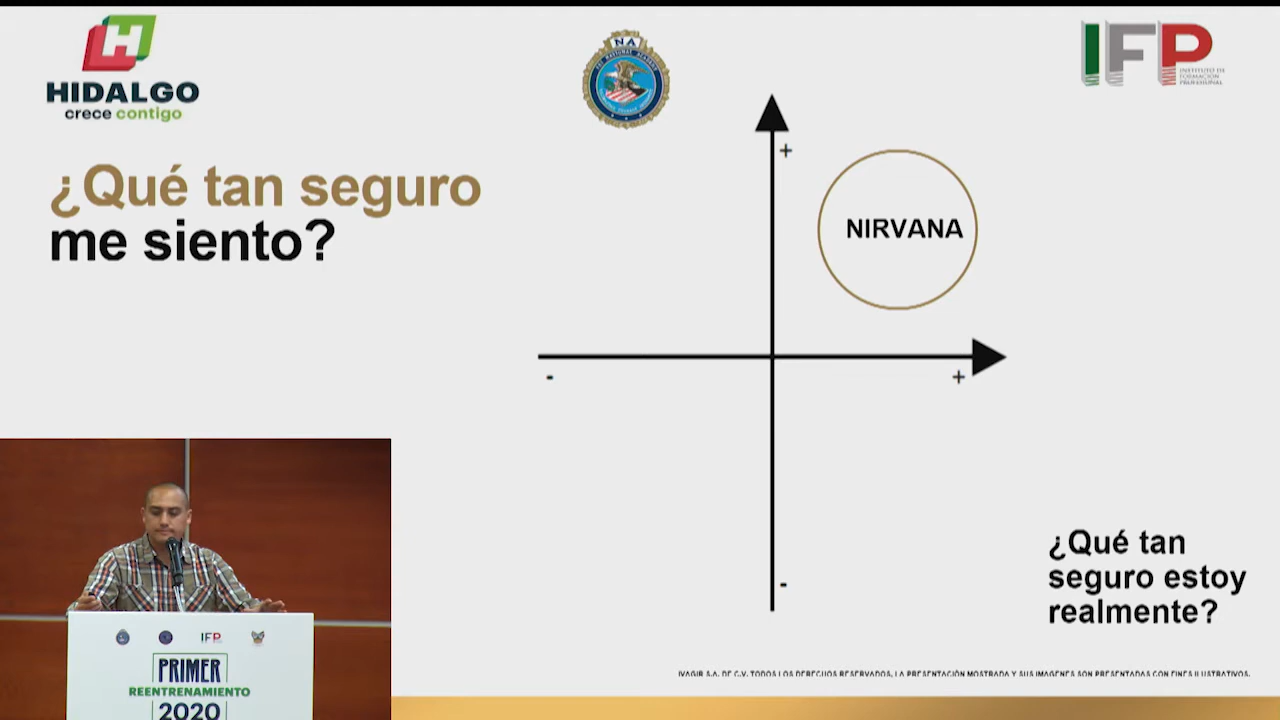 HIDALGO
crece contigo
NA
IFP
INSTITUTO DE
FORMACIÓN
PROFESIONAL
¿Qué tan seguro
me siento?
+
NIRVANA
-
+
-
¿Qué tan
seguro estoy
realmente?
IFP
PRIMER
REENTRENAMIENTO
2020
IVAGIR S.A. DE C.V. TODOS LOS DERECHOS RESERVADOS, LA PRESENTACIÓN MOSTRADA Y SUS IMAGENES SON PRESENTADAS CON FINES ILUSTRATIVOS.